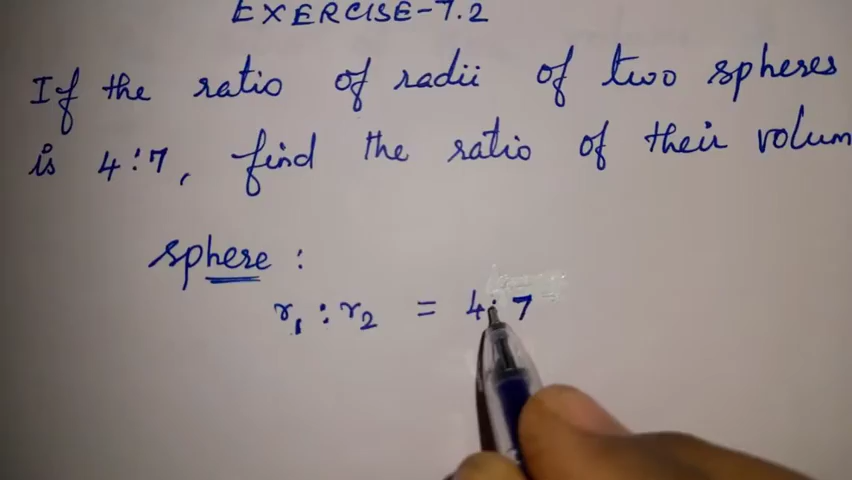 EXERCISE-7.2
If the ratio of radii of two spheres
is 4:7, find the ratio of their volum
sphere :
r₁ : r₂ = 4:7